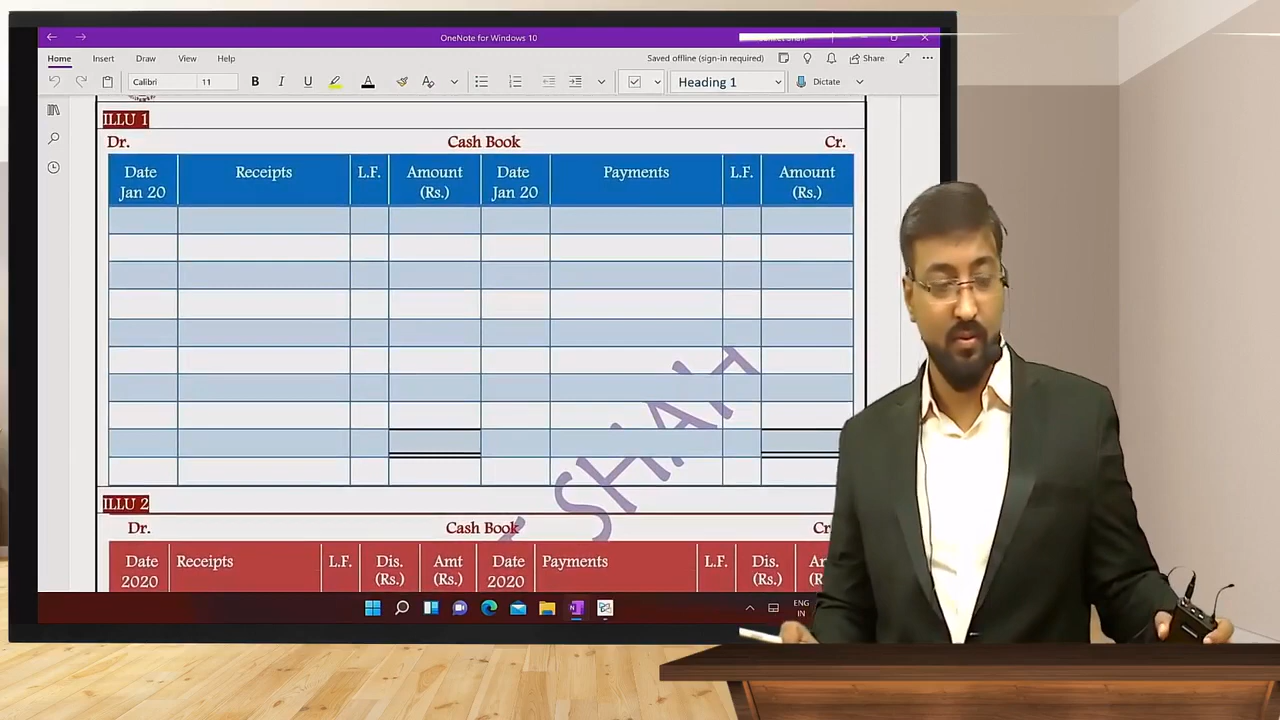 OneNote for Windows 10
Home Insert Draw View Help
Saved offline (sign-in required)
Share
Calibri 11 B I U A Heading 1 Dictate
ILLU 1
Dr. Cash Book Cr.
Date Jan 20 Receipts L.F. Amount (Rs.) Date Jan 20 Payments L.F. Amount (Rs.)
SHAH
ILLU 2
Dr. Cash Book Cr
Date 2020 Receipts L.F. Dis. (Rs.) Amt (Rs.) Date 2020 Payments L.F. Dis. (Rs.)
ENG
IN